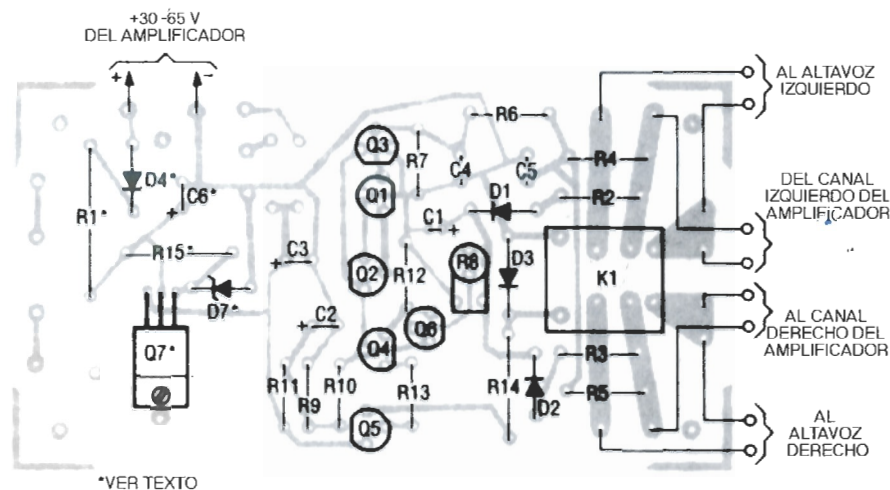 +30 -65 V
DEL AMPLIFICADOR
+ -
AL ALTAVOZ
IZQUIERDO
R6
Q3
R7
C4
C5
R4
D4*
C6*
+
Q1
D1
R2
DEL CANAL
IZQUIERDO DEL
AMPLIFICADOR
R1*
C1
+
R15*
+
C3
Q2
R12
R8
D3
K1
D7*
AL CANAL
DERECHO DEL
AMPLIFICADOR
+
C2
Q6
Q7*
Q4
R3
R11
R9
R10
R13
R14
D2
R5
Q5
AL
ALTAVOZ
DERECHO
*VER TEXTO